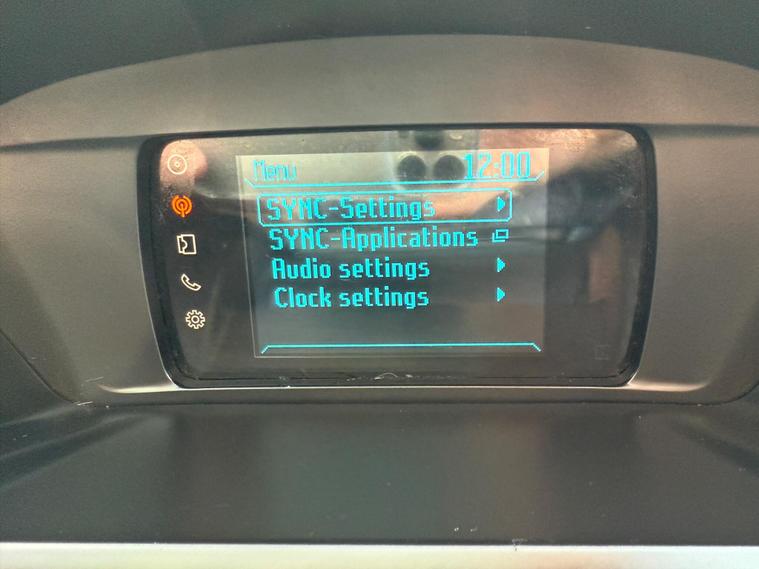 Menu 12:00
SYNC-Settings
SYNC-Applications
Audio settings
Clock settings